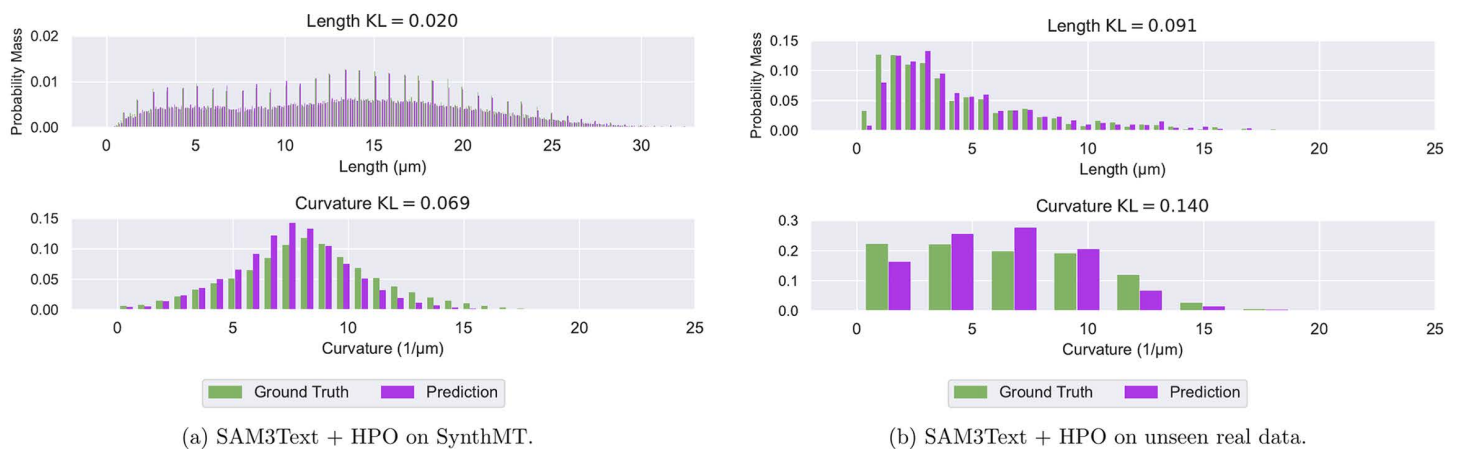 Length KL = 0.020
Probability Mass
0.02
0.01
0.00
0 5 10 15 20 25 30
Length (µm)
Curvature KL = 0.069
0.15
0.10
0.05
0.00
0 5 10 15 20 25
Curvature (1/µm)
Ground Truth Prediction
(a) SAM3Text + HPO on SynthMT.
Length KL = 0.091
Probability Mass
0.15
0.10
0.05
0.00
0 5 10 15 20 25
Length (µm)
Curvature KL = 0.140
0.3
0.2
0.1
0.0
0 5 10 15 20 25
Curvature (1/µm)
Ground Truth Prediction
(b) SAM3Text + HPO on unseen real data.